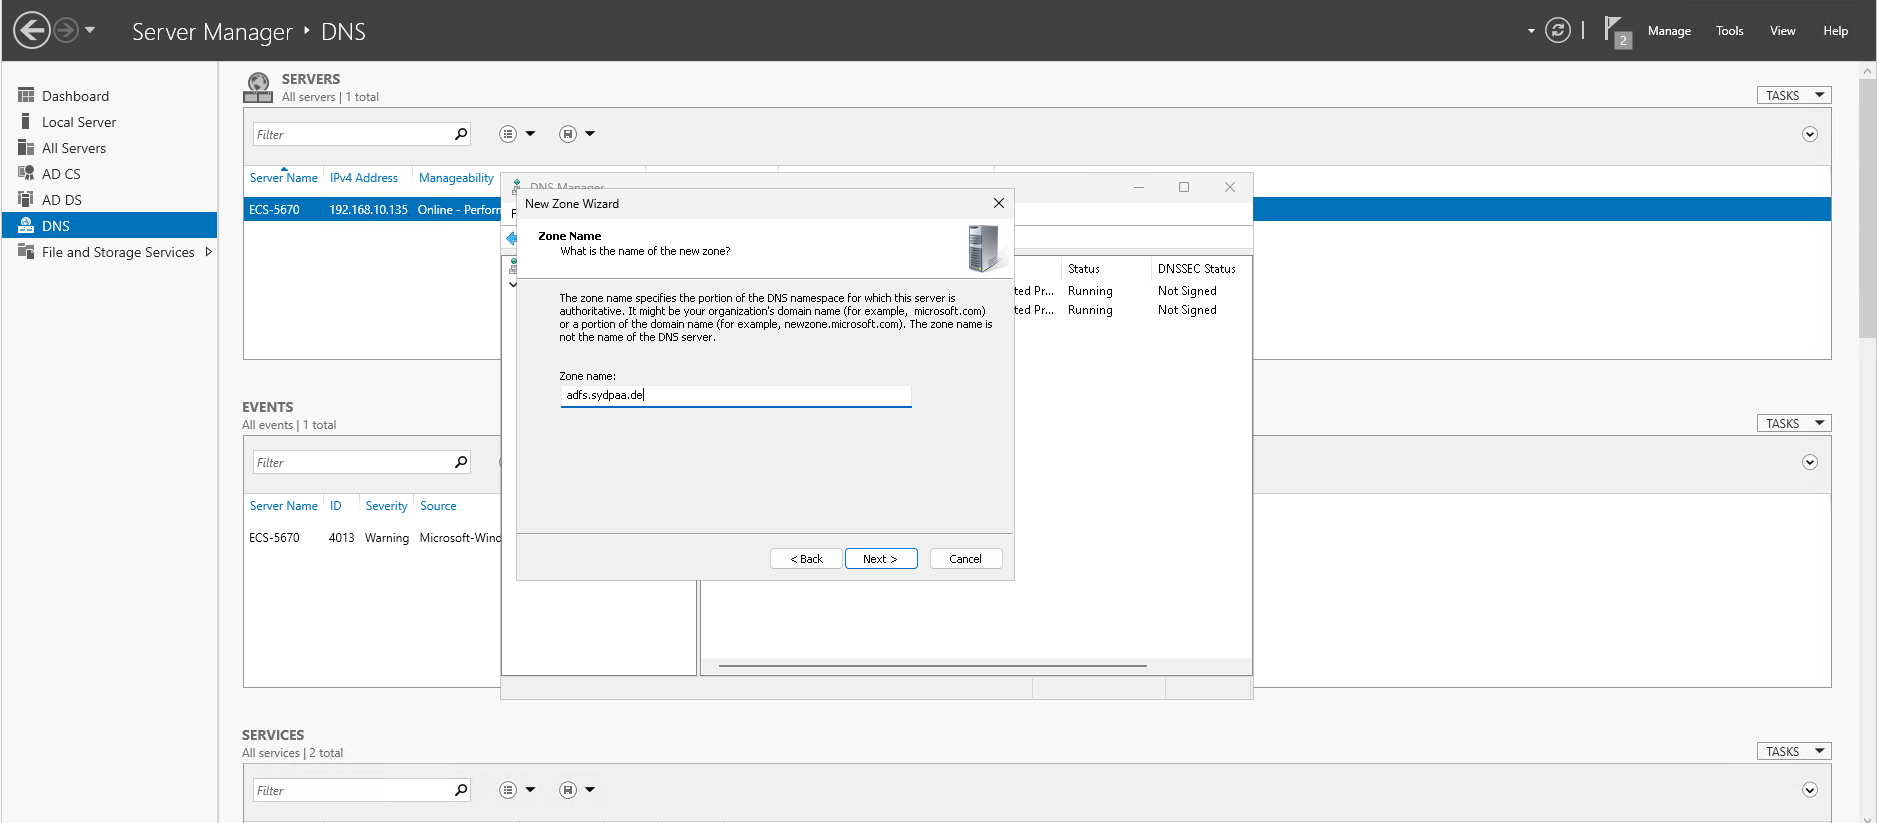 Server Manager ‣ DNS
2
Manage
Tools
View
Help
Dashboard
Local Server
All Servers
AD CS
AD DS
DNS
File and Storage Services
SERVERS
All servers | 1 total
TASKS
Filter
Server Name IPv4 Address Manageability
ECS-5670 192.168.10.135 Online - Perforn
DNS Manager
New Zone Wizard
Zone Name
What is the name of the new zone?
The zone name specifies the portion of the DNS namespace for which this server is
authoritative. It might be your organization's domain name (for example, microsoft.com)
or a portion of the domain name (for example, newzone.microsoft.com). The zone name is
not the name of the DNS server.
Zone name:
adfs.sydpaa.de
< Back
Next >
Cancel
Status DNSSEC Status
ted Pr... Running Not Signed
ted Pr... Running Not Signed
EVENTS
All events | 1 total
TASKS
Filter
Server Name ID Severity Source
ECS-5670 4013 Warning Microsoft-Wind
SERVICES
All services | 2 total
TASKS
Filter